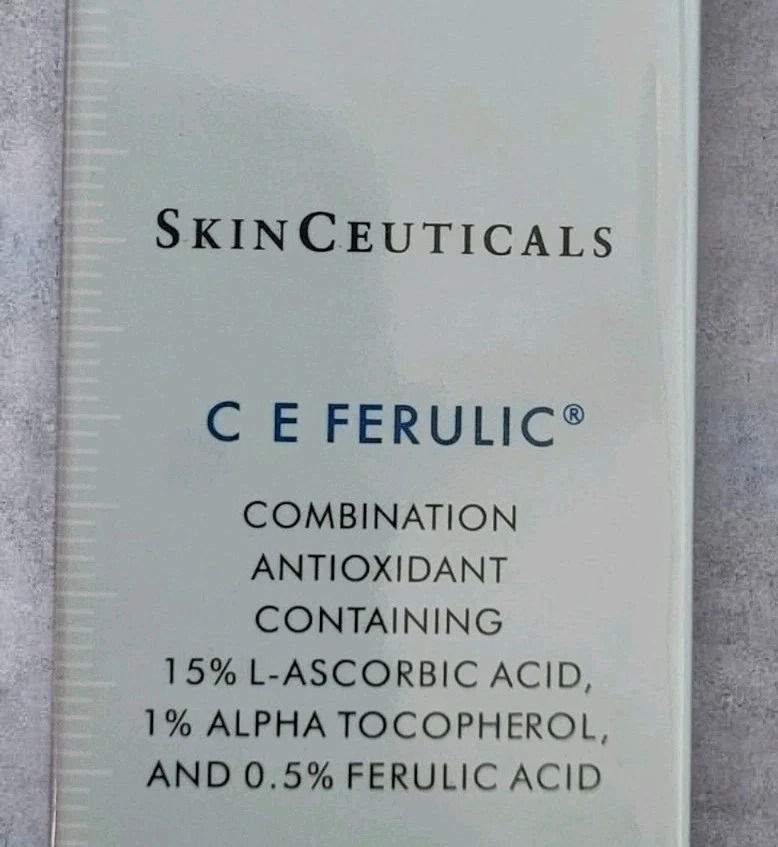 SKINCEUTICALS
C E FERULIC®
COMBINATION
ANTIOXIDANT
CONTAINING
15% L-ASCORBIC ACID,
1% ALPHA TOCOPHEROL,
AND 0.5% FERULIC ACID